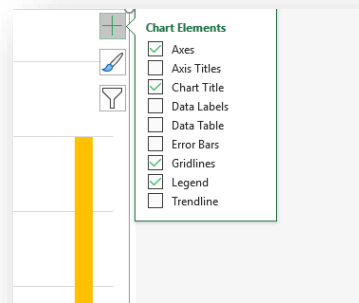 Chart Elements
Axes
Axis Titles
Chart Title
Data Labels
Data Table
Error Bars
Gridlines
Legend
Trendline